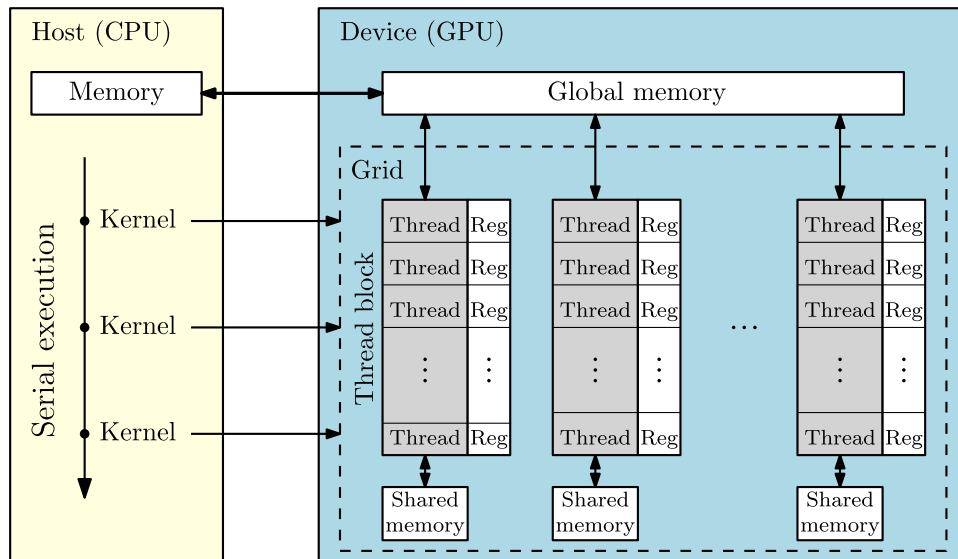 Host (CPU)
Memory
Serial execution
Kernel
Kernel
Kernel
Device (GPU)
Global memory
Grid
Thread block
Thread Reg
Thread Reg
Thread Reg
⋮ ⋮
Thread Reg
Shared
memory
Thread Reg
Thread Reg
Thread Reg
⋮ ⋮
Thread Reg
Shared
memory
...
Thread Reg
Thread Reg
Thread Reg
⋮ ⋮
Thread Reg
Shared
memory